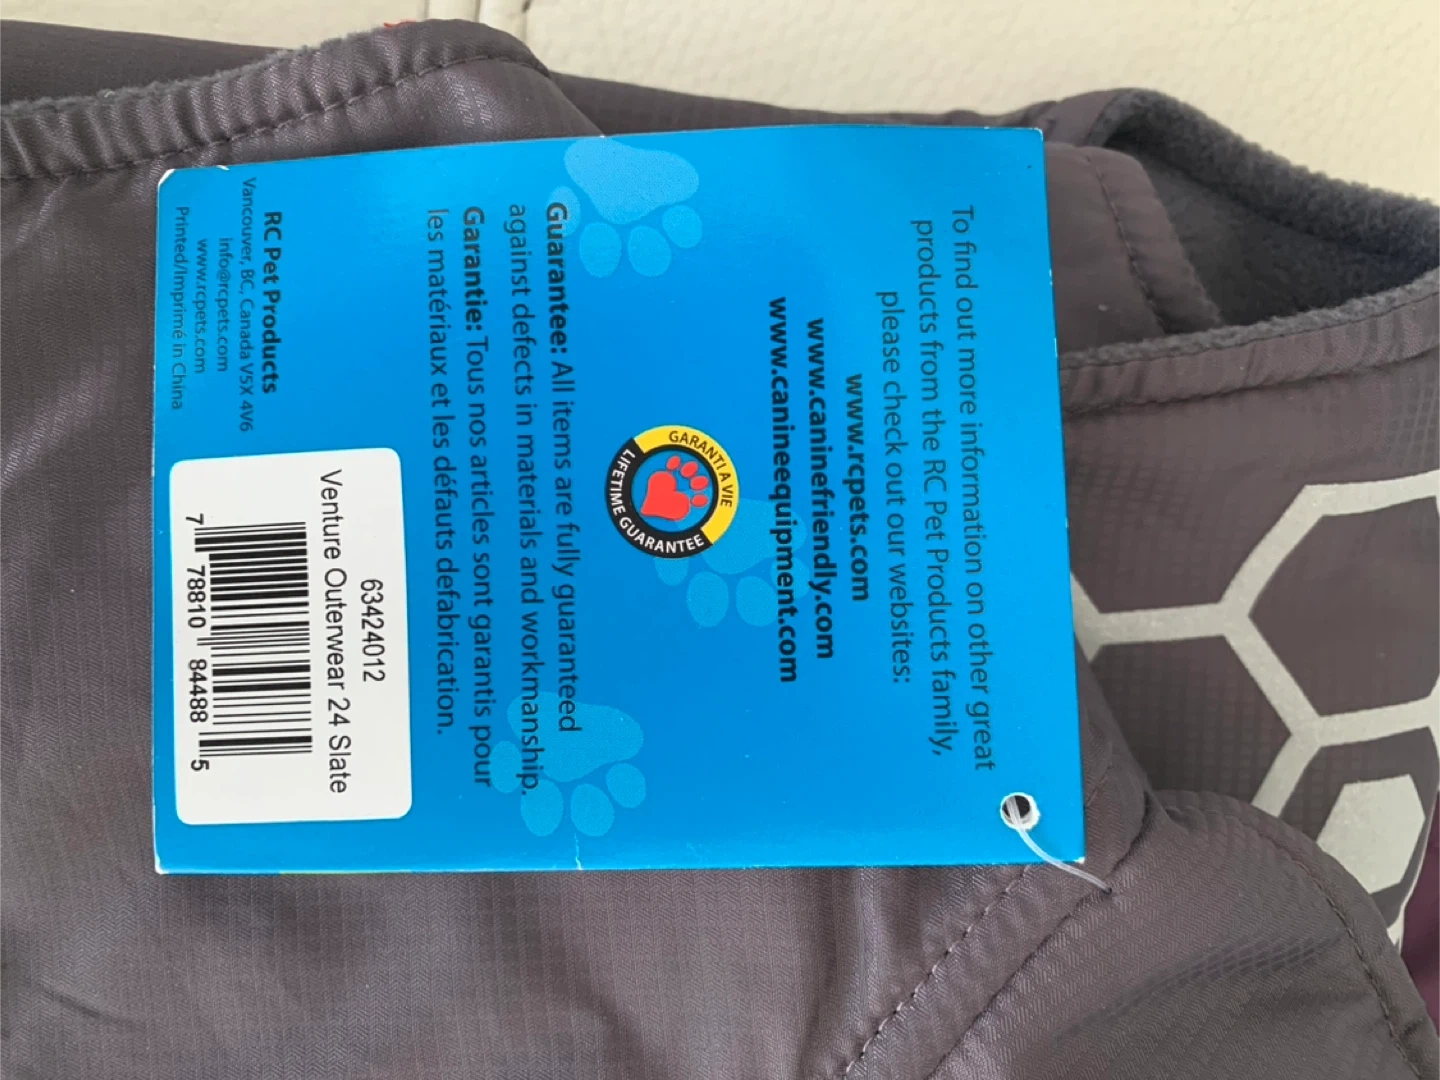 To find out more information on other great
products from the RC Pet Products family,
please check out our websites:
www.rcpets.com
www.caninefriendly.com
www.canineequipment.com
GARANTI A VIE
LIFETIME GUARANTEE
Guarantee: All items are fully guaranteed
against defects in materials and workmanship.
Garantie: Tous nos articles sont garantis pour
les matériaux et les défauts defabrication.
RC Pet Products
Vancouver, BC, Canada V5X 4V6
info@rcpets.com
www.rcpets.com
Printed/Imprimé in China
63424012
Venture Outerwear 24 Slate
7 78810 84488 5